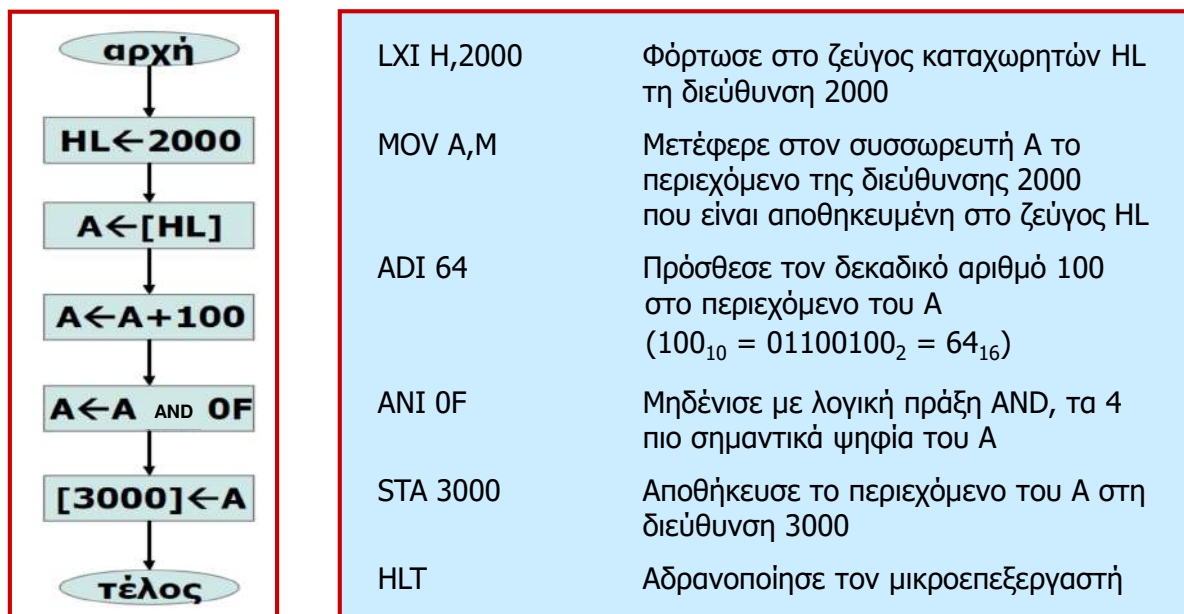 αρχή
HL←2000
A←[HL]
A←A+100
A←A AND 0F
[3000]←A
τέλος
LXI H,2000 Φόρτωσε στο ζεύγος καταχωρητών HL
τη διεύθυνση 2000
MOV A,M Μετέφερε στον συσσωρευτή Α το
περιεχόμενο της διεύθυνσης 2000
που είναι αποθηκευμένη στο ζεύγος HL
ADI 64 Πρόσθεσε τον δεκαδικό αριθμό 100
στο περιεχόμενο του Α
(100₁₀ = 01100100₂ = 64₁₆)
ANI 0F Μηδένισε με λογική πράξη AND, τα 4
πιο σημαντικά ψηφία του Α
STA 3000 Αποθήκευσε το περιεχόμενο του Α στη
διεύθυνση 3000
HLT Αδρανοποίησε τον μικροεπεξεργαστή